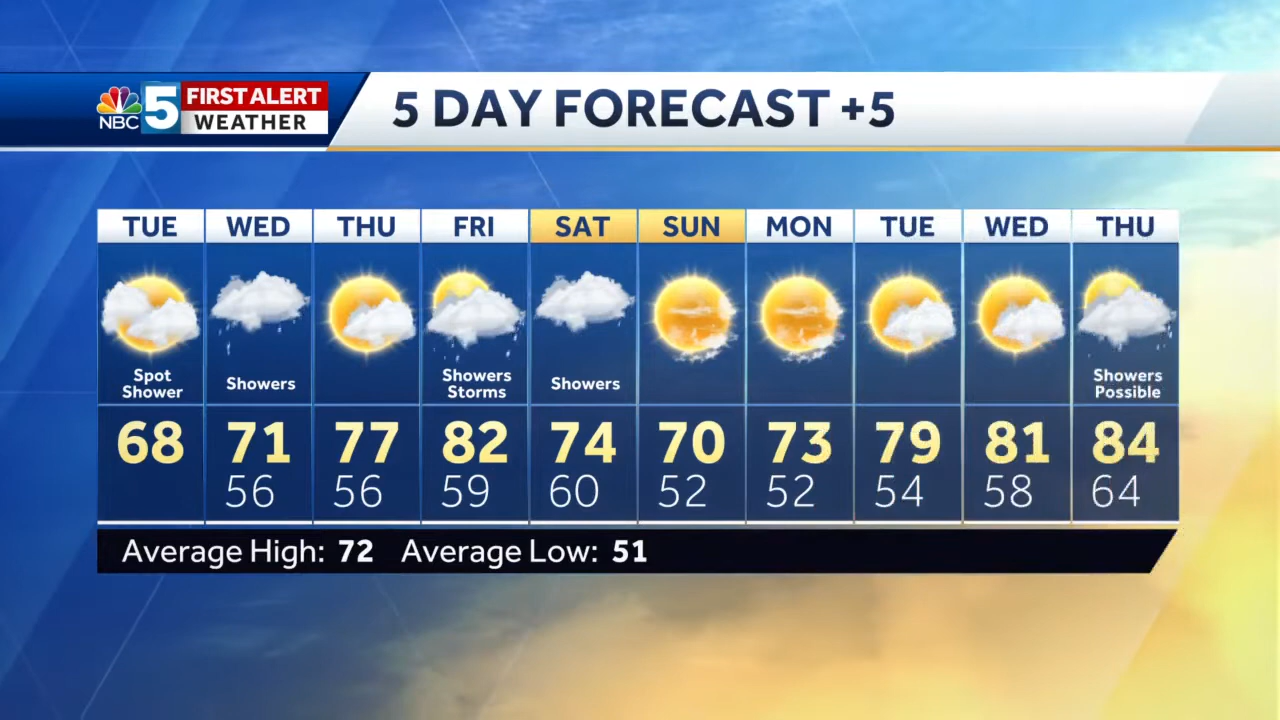 NBC 5 FIRST ALERT
WEATHER
5 DAY FORECAST +5
TUE WED THU FRI SAT SUN MON TUE WED THU
Spot
Shower
Showers
Showers
Storms
Showers
Showers
Possible
68 71 77 82 74 70 73 79 81 84
56 56 59 60 52 52 54 58 64
Average High: 72 Average Low: 51